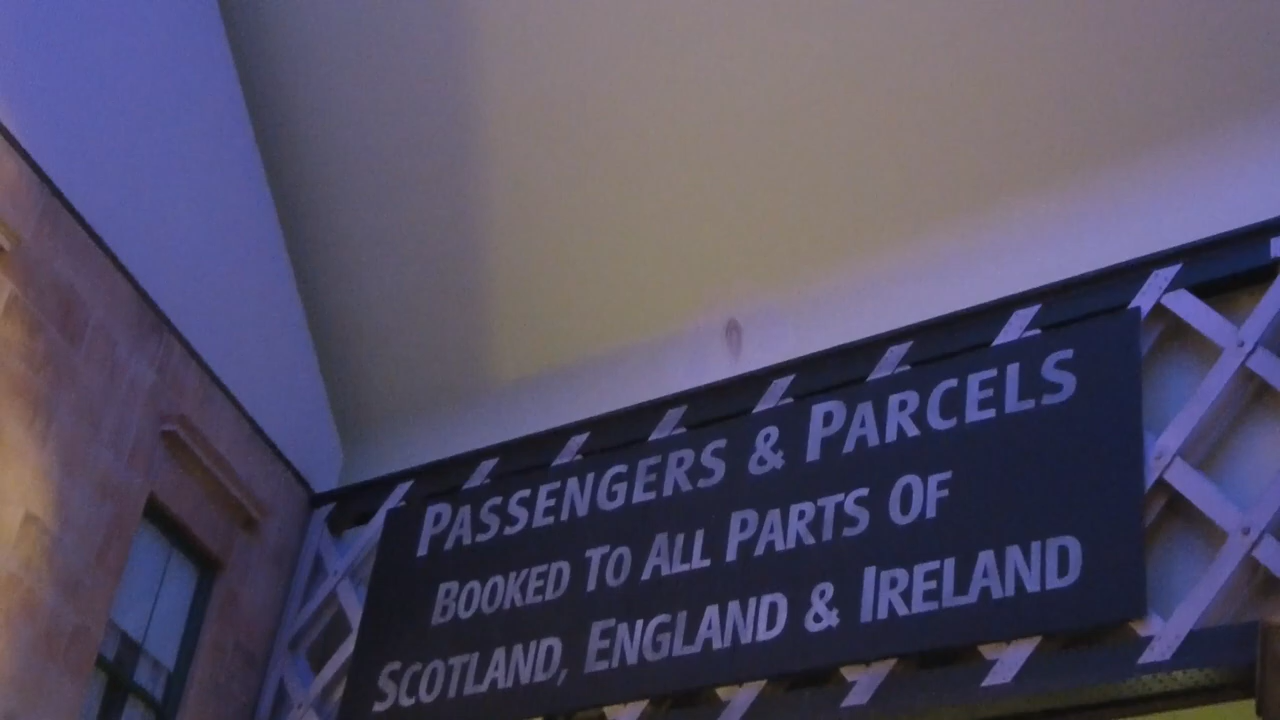 PASSENGERS & PARCELS
BOOKED TO ALL PARTS OF
SCOTLAND, ENGLAND & IRELAND